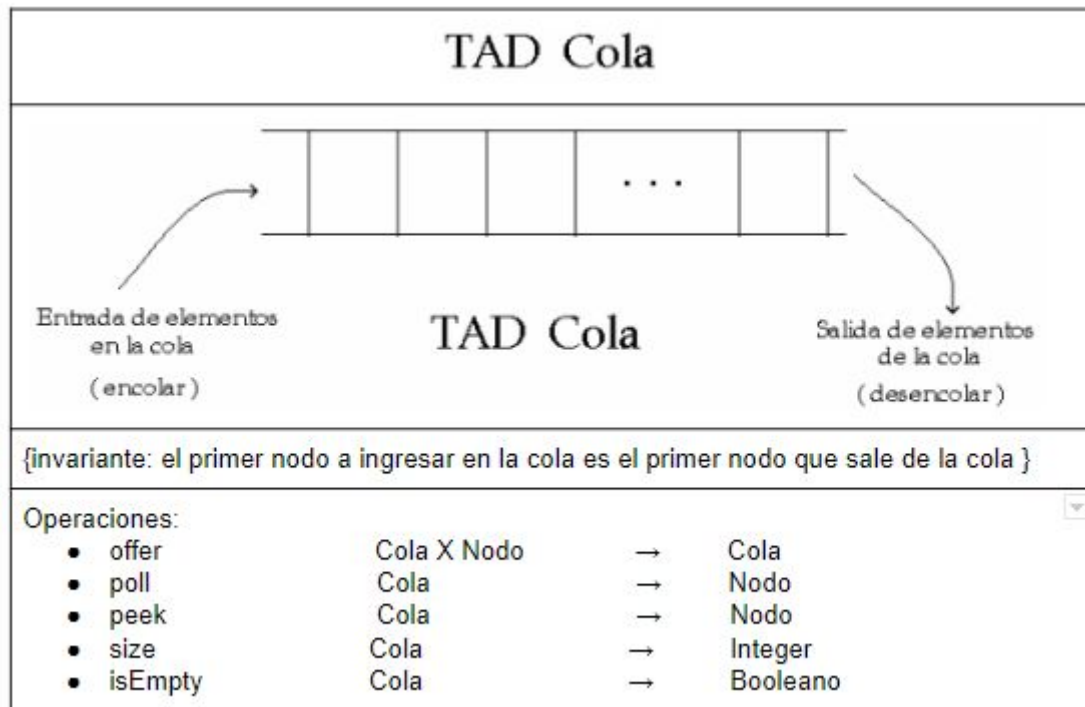 TAD Cola
. . .
Entrada de elementos
en la cola
( encolar )
TAD Cola
Salida de elementos
de la cola
( desencolar )
{invariante: el primer nodo a ingresar en la cola es el primer nodo que sale de la cola }
Operaciones:
● offer Cola X Nodo → Cola
● poll Cola → Nodo
● peek Cola → Nodo
● size Cola → Integer
● isEmpty Cola → Booleano